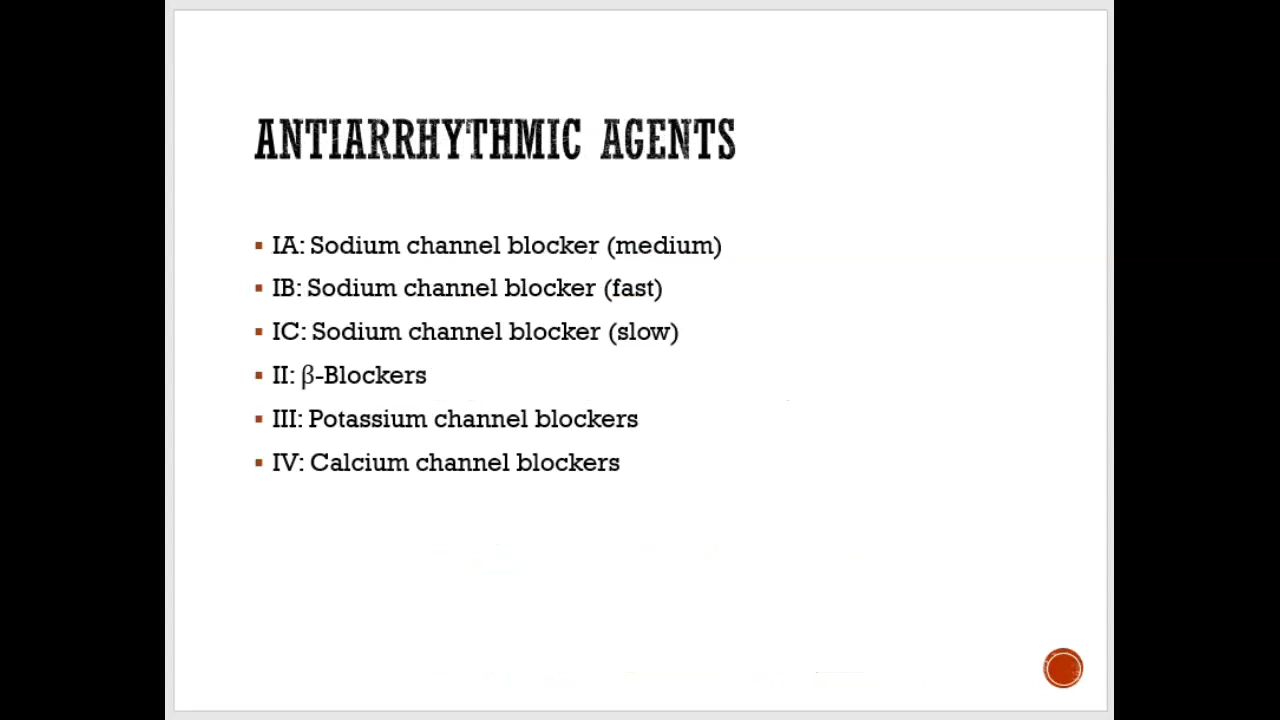 ANTIARRHYTHMIC AGENTS
▪ IA: Sodium channel blocker (medium)
▪ IB: Sodium channel blocker (fast)
▪ IC: Sodium channel blocker (slow)
▪ II: β-Blockers
▪ III: Potassium channel blockers
▪ IV: Calcium channel blockers